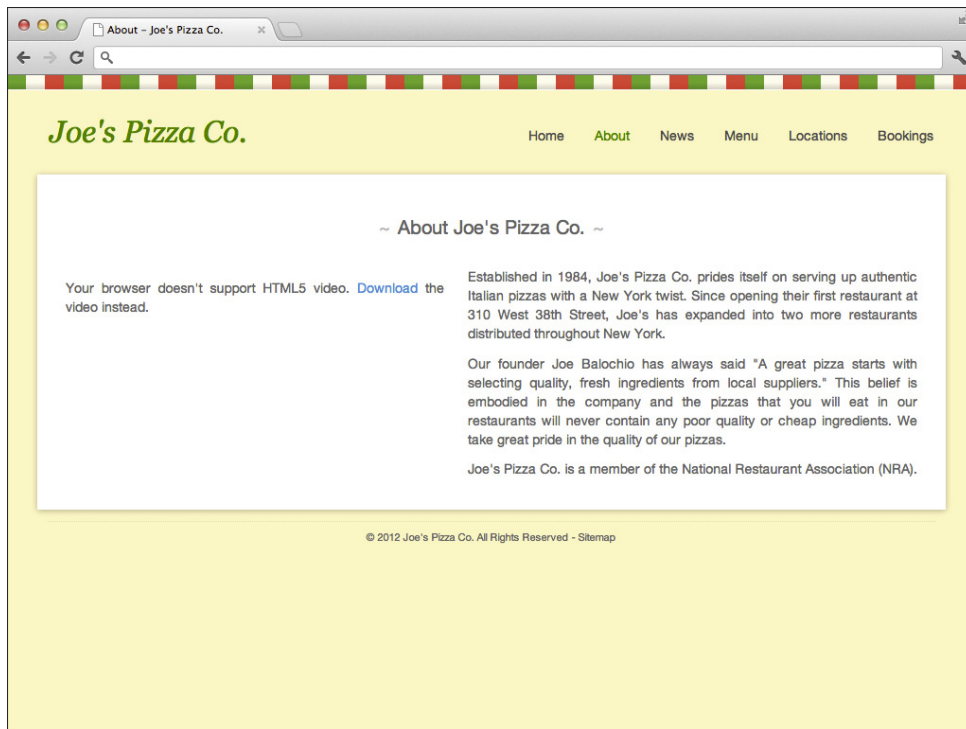 About – Joe's Pizza Co.
Joe's Pizza Co.
Home About News Menu Locations Bookings
~ About Joe's Pizza Co. ~
Your browser doesn't support HTML5 video. Download the
video instead.
Established in 1984, Joe's Pizza Co. prides itself on serving up authentic
Italian pizzas with a New York twist. Since opening their first restaurant at
310 West 38th Street, Joe's has expanded into two more restaurants
distributed throughout New York.
Our founder Joe Balochio has always said "A great pizza starts with
selecting quality, fresh ingredients from local suppliers." This belief is
embodied in the company and the pizzas that you will eat in our
restaurants will never contain any poor quality or cheap ingredients. We
take great pride in the quality of our pizzas.
Joe's Pizza Co. is a member of the National Restaurant Association (NRA).
© 2012 Joe's Pizza Co. All Rights Reserved - Sitemap